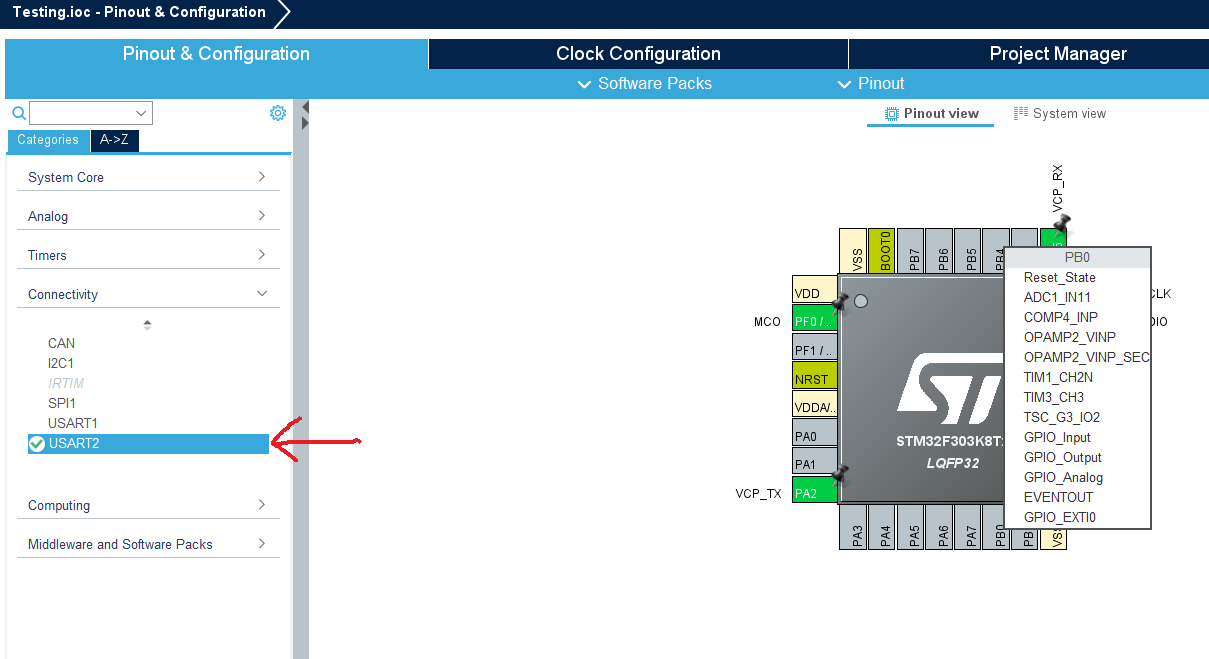 Testing.ioc - Pinout & Configuration
Pinout & Configuration
Clock Configuration
Project Manager
Software Packs
Pinout
Categories
A->Z
System Core
Analog
Timers
Connectivity
CAN
I2C1
IRTIM
SPI1
USART1
USART2
Computing
Middleware and Software Packs
Pinout view
System view
VCP_RX
VSS
BOOT0
PB7
PB6
PB5
PB4
VDD
MCO
PF0 / ..
PF1 / ..
NRST
VDDA/..
PA0
PA1
VCP_TX
PA2
ST
STM32F303K8T
LQFP32
PA3
PA4
PA5
PA6
PA7
PB0
PB
VSS
CLK
DIO
PB0
Reset_State
ADC1_IN11
COMP4_INP
OPAMP2_VINP
OPAMP2_VINP_SEC
TIM1_CH2N
TIM3_CH3
TSC_G3_IO2
GPIO_Input
GPIO_Output
GPIO_Analog
EVENTOUT
GPIO_EXTI0